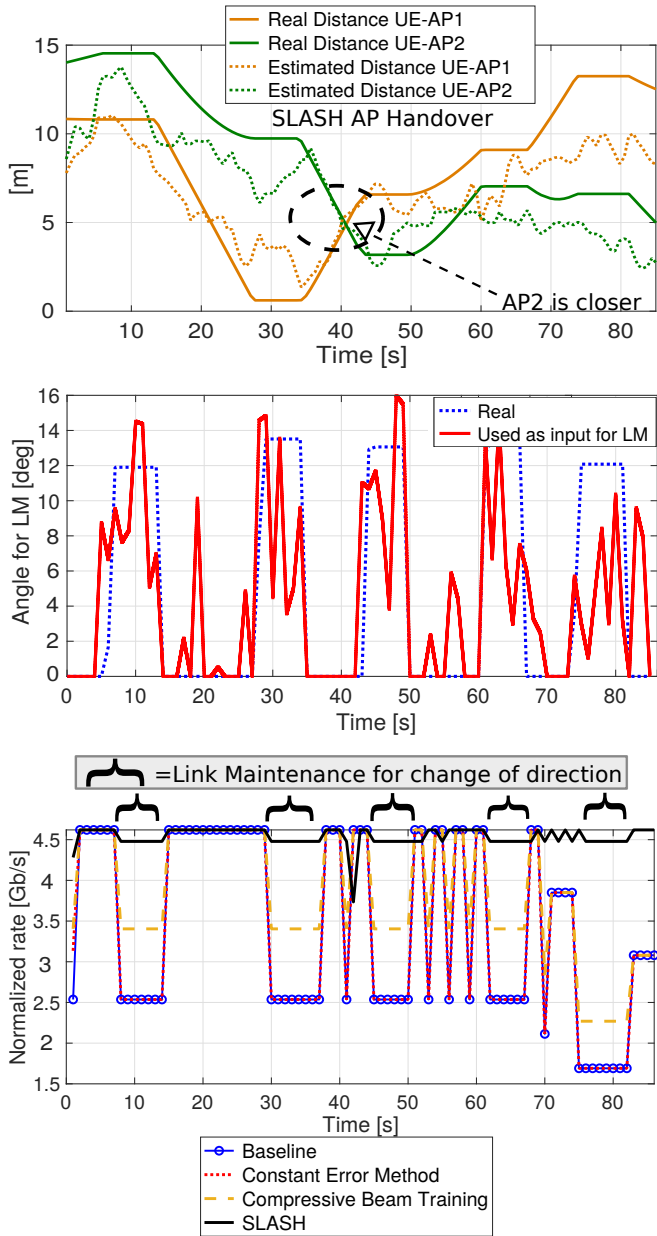 Real Distance UE-AP1
Real Distance UE-AP2
Estimated Distance UE-AP1
Estimated Distance UE-AP2
SLASH AP Handover
AP2 is closer
[m]
15
10
5
0
10 20 30 40 50 60 70 80
Time [s]
Real
Used as input for LM
Angle for LM [deg]
16
14
12
10
8
6
4
2
0
0 10 20 30 40 50 60 70 80
Time [s]
=Link Maintenance for change of direction
Normalized rate [Gb/s]
4.5
4
3.5
3
2.5
2
1.5
0 10 20 30 40 50 60 70 80
Time [s]
Baseline
Constant Error Method
Compressive Beam Training
SLASH